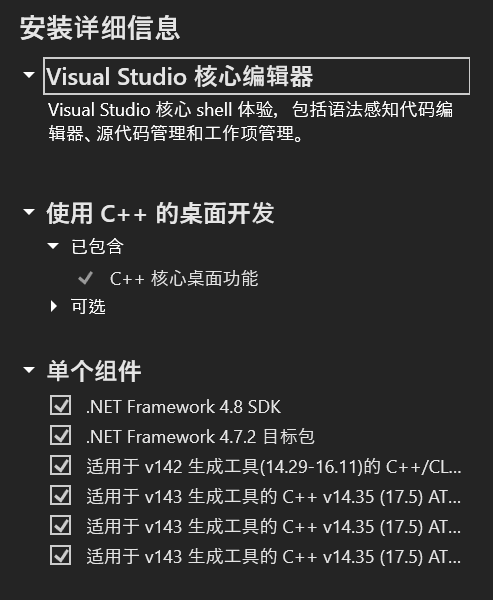 安装详细信息
Visual Studio 核心编辑器
Visual Studio 核心 shell 体验，包括语法感知代码编
辑器、源代码管理和工作项管理。
使用 C++ 的桌面开发
已包含
C++ 核心桌面功能
可选
单个组件
.NET Framework 4.8 SDK
.NET Framework 4.7.2 目标包
适用于 v142 生成工具(14.29-16.11)的 C++/CL...
适用于 v143 生成工具的 C++ v14.35 (17.5) AT...
适用于 v143 生成工具的 C++ v14.35 (17.5) AT...
适用于 v143 生成工具的 C++ v14.35 (17.5) AT...